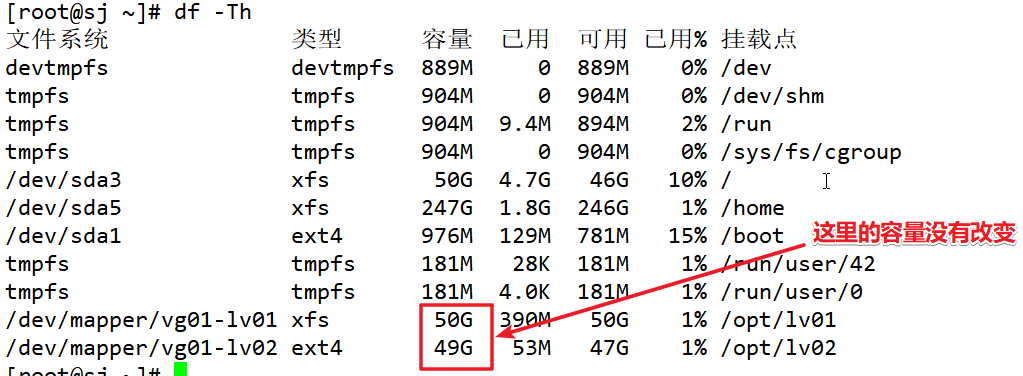 [root@sj ~]# df -Th
文件系统 类型 容量 已用 可用 已用% 挂载点
devtmpfs devtmpfs 889M 0 889M 0% /dev
tmpfs tmpfs 904M 0 904M 0% /dev/shm
tmpfs tmpfs 904M 9.4M 894M 2% /run
tmpfs tmpfs 904M 0 904M 0% /sys/fs/cgroup
/dev/sda3 xfs 50G 4.7G 46G 10% /
/dev/sda5 xfs 247G 1.8G 246G 1% /home
/dev/sda1 ext4 976M 129M 781M 15% /boot
这里的容量没有改变
tmpfs tmpfs 181M 28K 181M 1% /run/user/42
tmpfs tmpfs 181M 4.0K 181M 1% /run/user/0
/dev/mapper/vg01-lv01 xfs 50G 390M 50G 1% /opt/lv01
/dev/mapper/vg01-lv02 ext4 49G 53M 47G 1% /opt/lv02
[root@sj ~]#